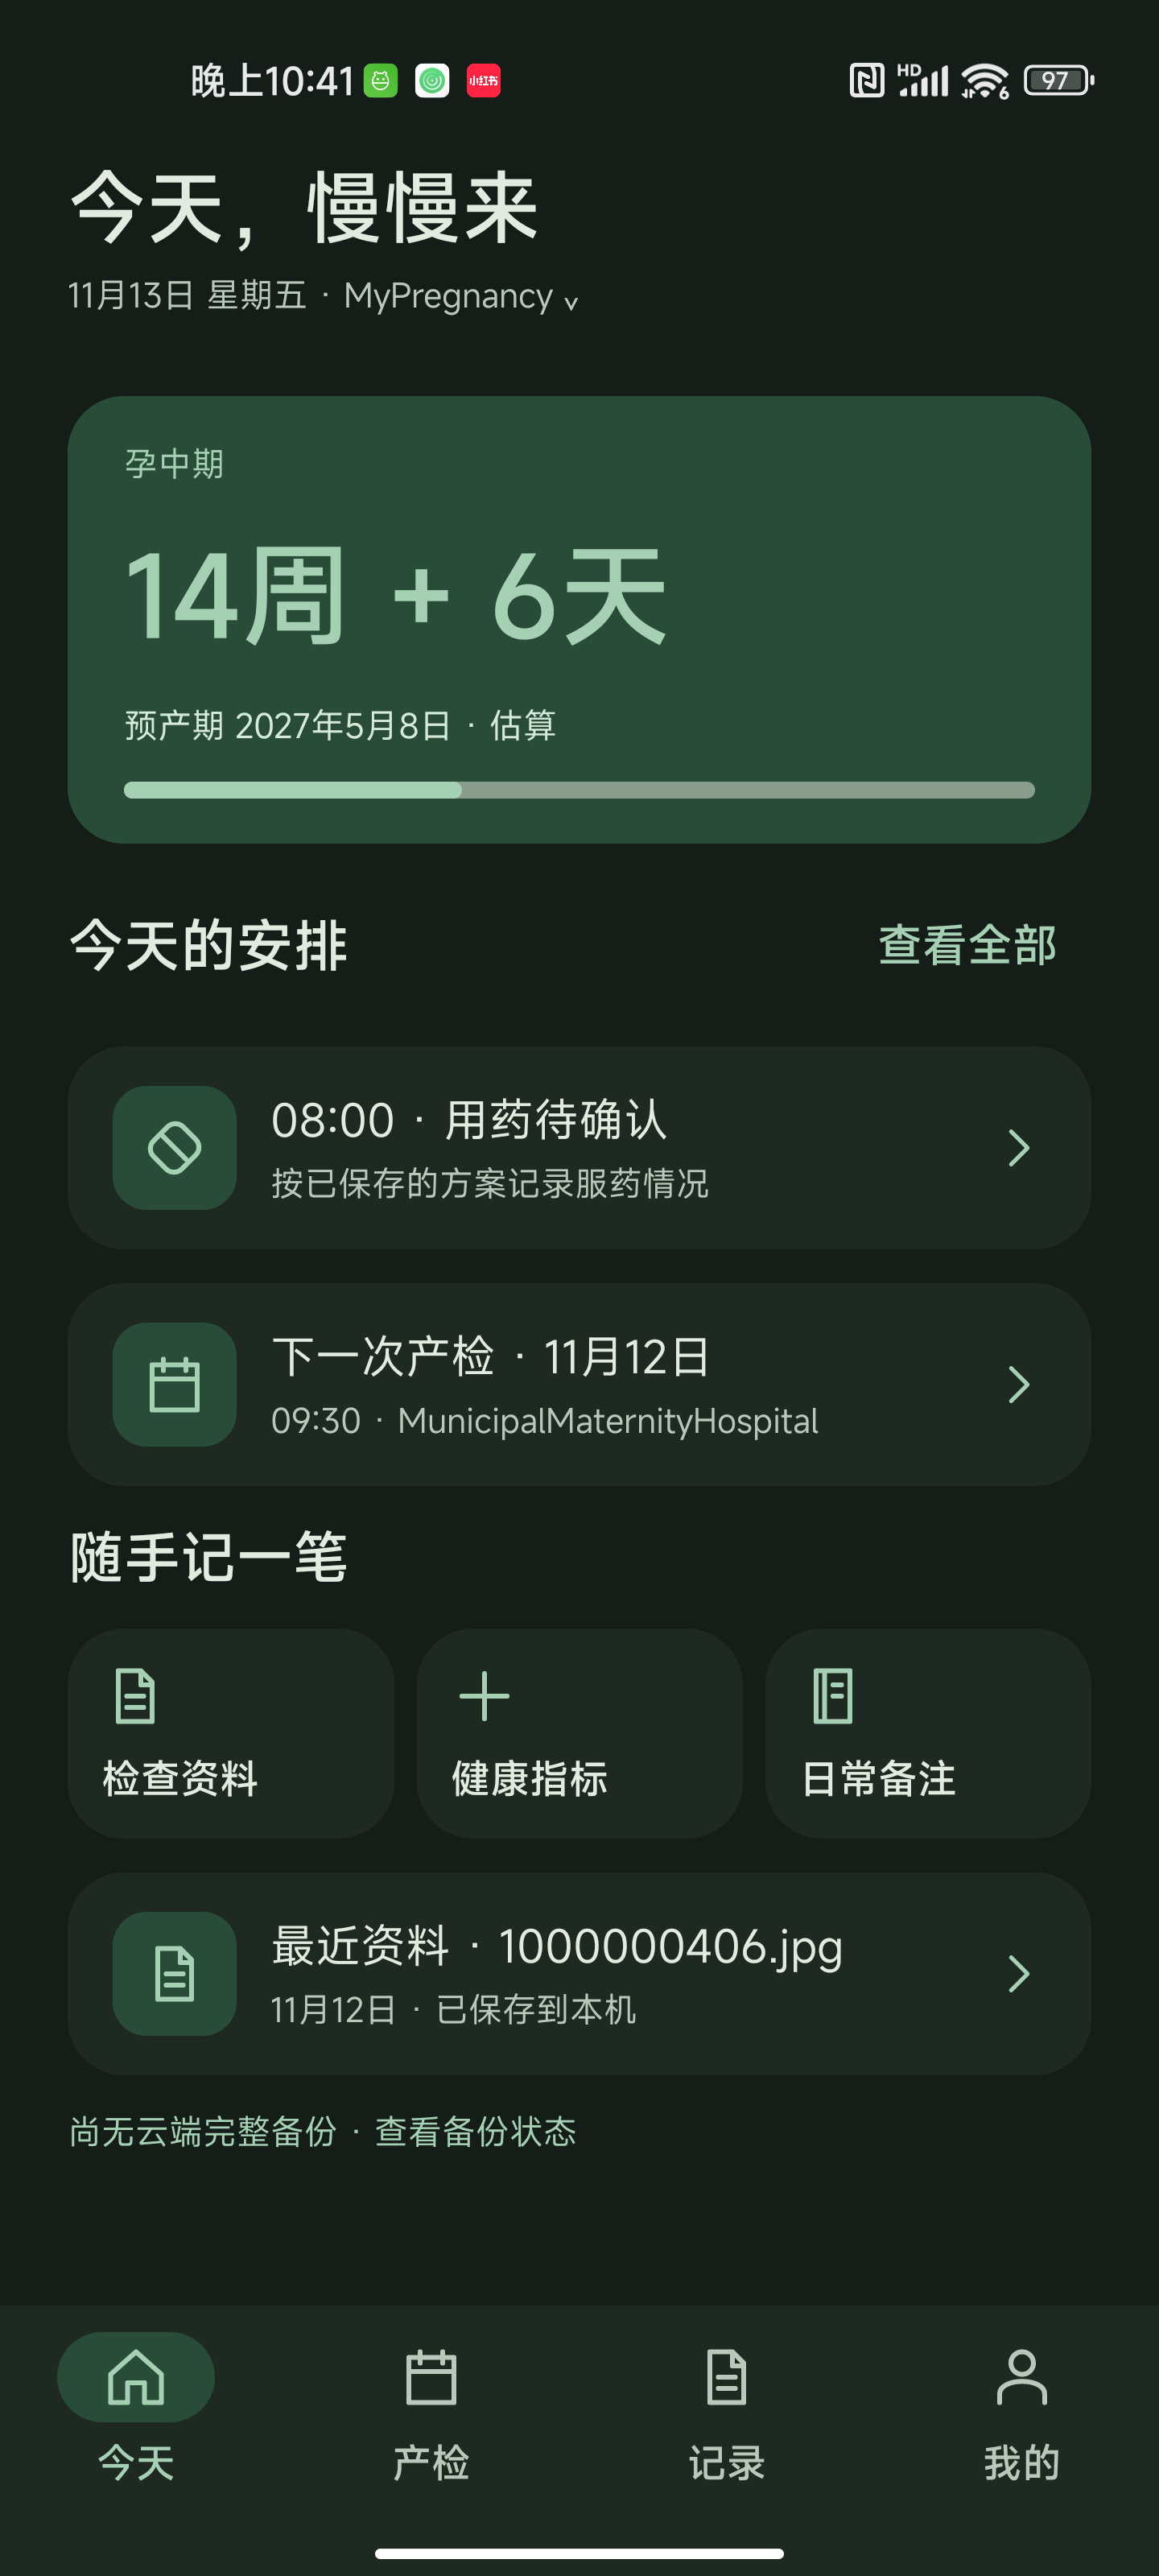 晚上10:41
小红书
HD
6
97
今天，慢慢来
11月13日 星期五 · MyPregnancy
孕中期
14周 + 6天
预产期 2027年5月8日 · 估算
今天的安排
查看全部
08:00 · 用药待确认
按已保存的方案记录服药情况
下一次产检 · 11月12日
09:30 · MunicipalMaternityHospital
随手记一笔
检查资料
健康指标
日常备注
最近资料 · 1000000406.jpg
11月12日 · 已保存到本机
尚无云端完整备份 · 查看备份状态
今天
产检
记录
我的